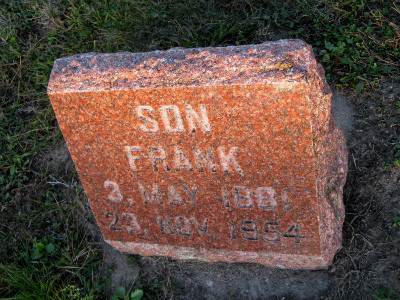 SON
FRANK
3. MAY 1881
23. NOV. 1954